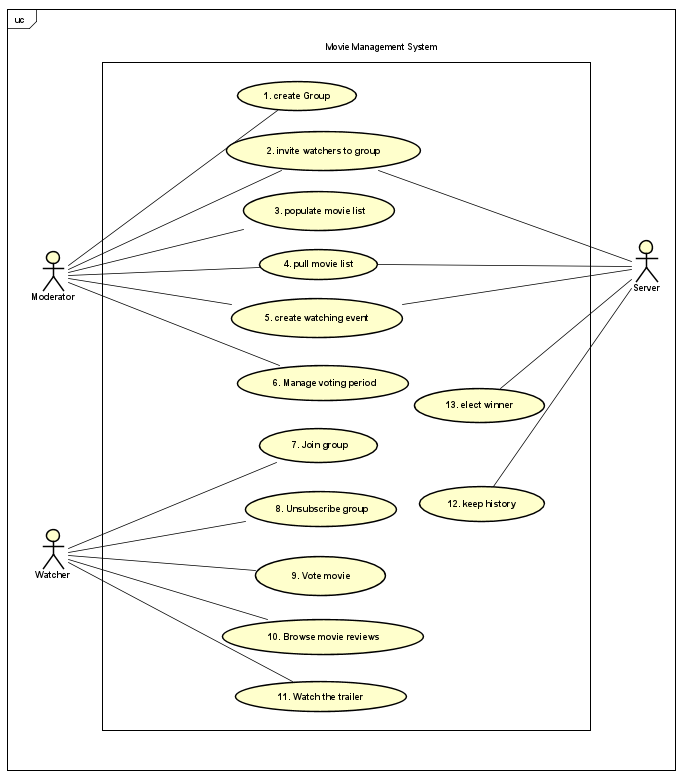 uc
Movie Management System
1. create Group
2. invite watchers to group
3. populate movie list
4. pull movie list
Moderator
Server
5. create watching event
6. Manage voting period
13. elect winner
7. Join group
12. keep history
8. Unsubscribe group
Watcher
9. Vote movie
10. Browse movie reviews
11. Watch the trailer